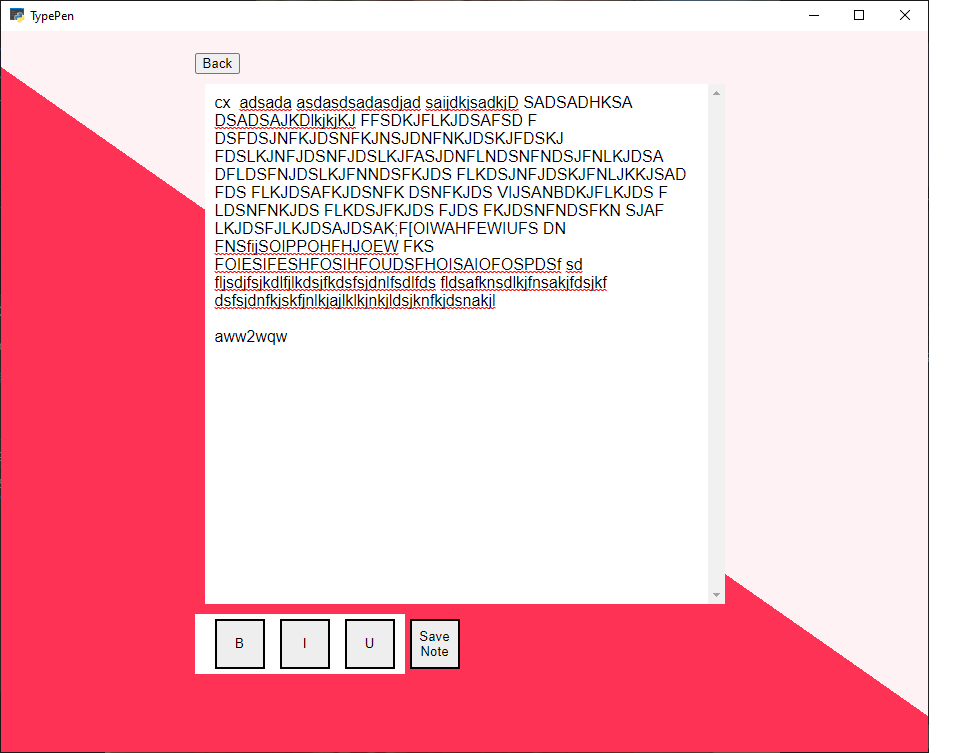 TypePen
Back
cx  adsada asdasdsadasdjad saijdkjsadkjD SADSADHKSA
DSADSAJKDlkjkjKJ FFSDKJFLKJDSAFSD F
DSFDSJNFKJDSNFKJNSJDNFNKJDSKJFDSKJ
FDSLKJNFJDSNFJDSLKJFASJDNFLNDSNFNDSJFNLKJDSA
DFLDSFNJDSLKJFNNDSFKJDS FLKDSJNFJDSKJFNLJKKJSAD
FDS FLKJDSAFKJDSNFK DSNFKJDS VIJSANBDKJFLKJDS F
LDSNFNKJDS FLKDSJFKJDS FJDS FKJDSNFNDSFKN SJAF
LKJDSFJLKJDSAJDSAK;F[OIWAHFEWIUFS DN
FNSfijSOIPPOHFHJOEW FKS
FOIESIFESHFOSIHFOUDSFHOISAIOFOSPDSf sd
fljsdjfsjkdlfjlkdsjfkdsfsjdnlfsdlfds fldsafknsdlkjfnsakjfdsjkf
dsfsjdnfkjskfjnlkjajlklkjnkjldsjknfkjdsnakjl
aww2wqw
B I U Save
Note